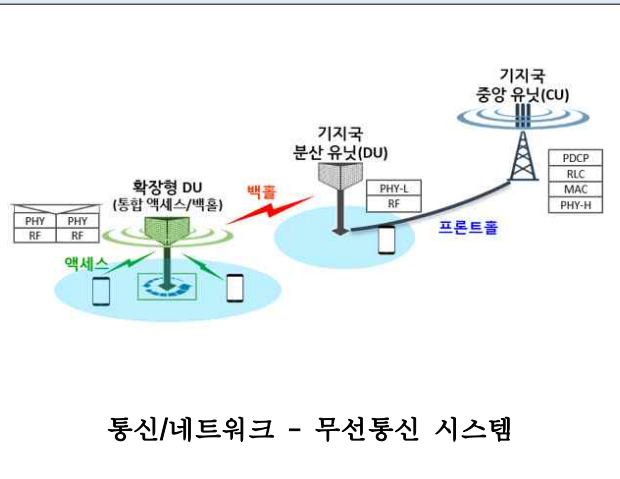 기지국
중앙 유닛(CU)
PDCP
RLC
MAC
PHY-H
기지국
분산 유닛(DU)
PHY-L
RF
프론트홀
백홀
확장형 DU
(통합 액세스/백홀)
PHY PHY
RF RF
액세스
통신/네트워크 - 무선통신 시스템